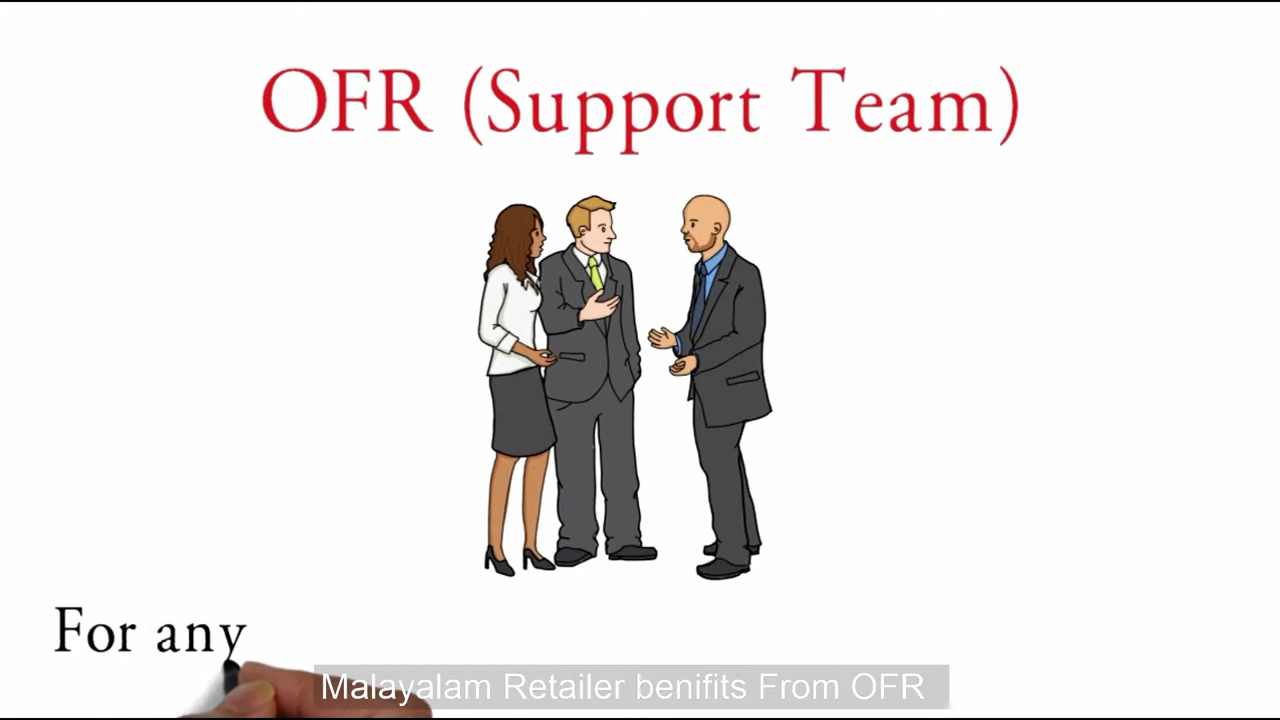 OFR (Support Team)
For any
Malayalam Retailer benifits From OFR